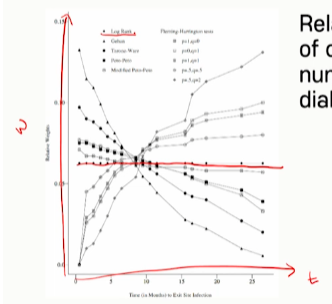 Rela
of c
nun
dial
Log Rank
Gehan
Tarone-Ware
Peto-Peto
Modified Peto-Peto
Fleming-Harrington tests
p=1,q=0
p=0,q=1
p=1,q=1
p=.5,q=.5
p=.5,q=2
0.15
0.10
0.05
0.0
Relative Weights
0
5
10
15
20
25
Time (in Months) to Exit Site Infection
t